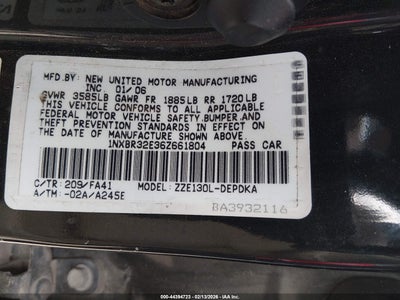 MFD.BY: NEW UNITED MOTOR MANUFACTURING
INC 01/06
GVWR 3585LB GAWR FR 1885LB RR 1720LB
THIS VEHICLE CONFORMS TO ALL APPLICABLE
FEDERAL MOTOR VEHICLE SAFETY,BUMPER,AND
THEFT PREVENTION STANDARDS IN EFFECT ON
THE DATE OF MANUFACTURE SHOWN ABOVE.
1NXBR32E36Z661804 PASS CAR
C/TR: 209/FA41 MODEL: ZZE130L-DEPDKA
A/TM: -02A/A245E
BA3932116
000-44394723 - 02/13/2026 - IAA Inc.